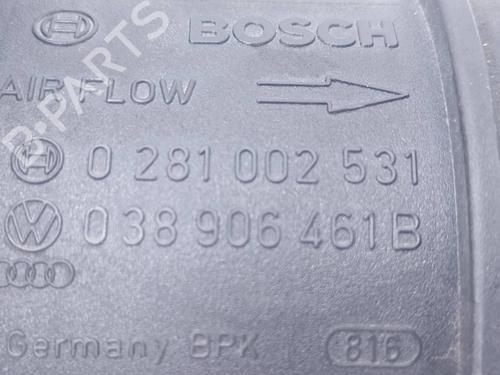 BOSCH
AIR FLOW
0 281 002 531
038 906 461 B
Germany BPK 816
B-PARTS